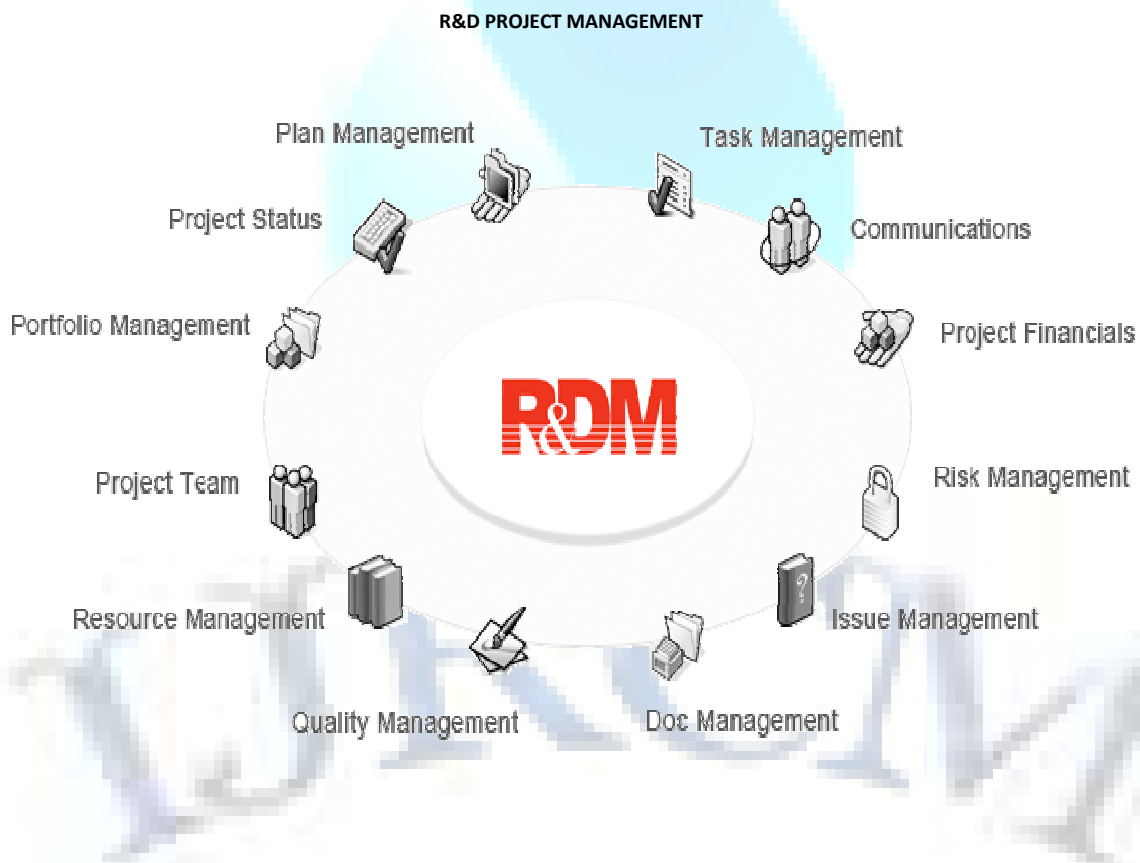 R&D PROJECT MANAGEMENT
Plan Management
Task Management
Project Status
Communications
Portfolio Management
Project Financials
R&DM
Project Team
Risk Management
Resource Management
Issue Management
Quality Management
Doc Management
IJRCM